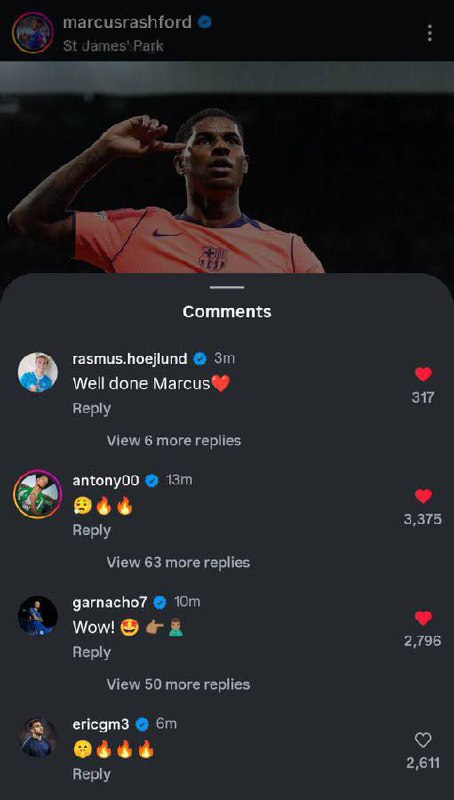 marcusrashford
St James' Park
Comments
rasmus.hoejlund 3m
Well done Marcus❤️
317
Reply
View 6 more replies
antony00 13m
😥🔥🔥
3,375
Reply
View 63 more replies
garnacho7 10m
Wow! 🤩 👉🏽🙎🏽‍♂️
2,796
Reply
View 50 more replies
ericgm3 6m
🤫🔥🔥🔥
2,611
Reply